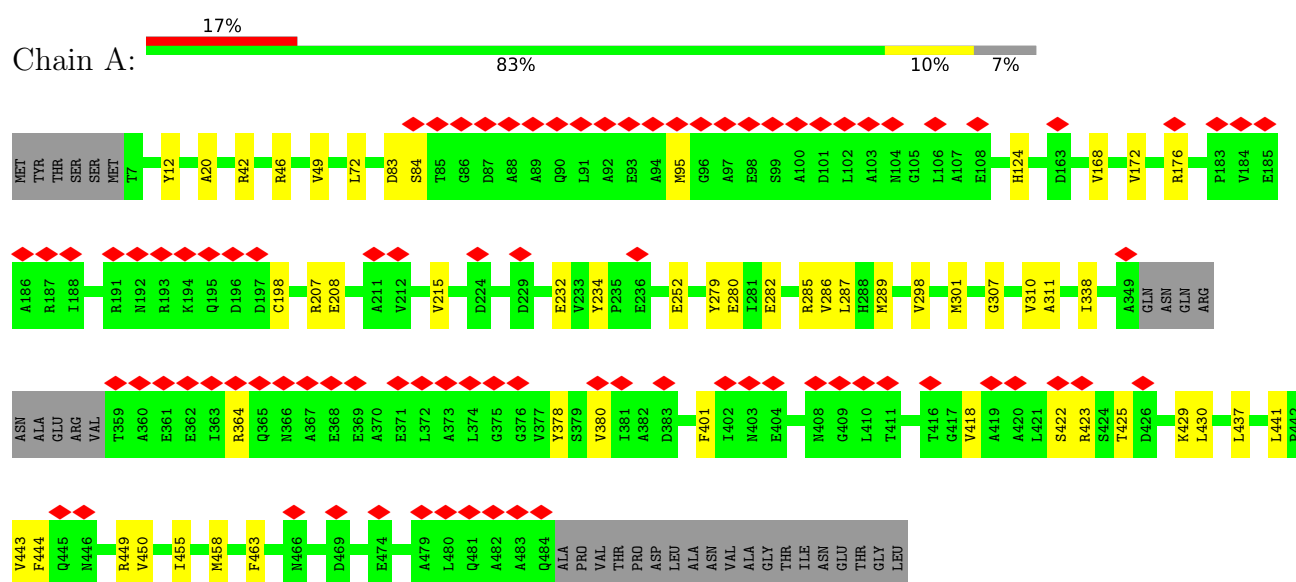 17%
Chain A:
83% 10% 7%
MET TYR THR SER SER MET T7 Y12 A20 R42 R46 V49 L72 D83 S84 T85 G86 D87 A88 A89 Q90 L91 A92 E93 A94 M95 G96 A97 E98 S99 A100 D101 L102 A103 N104 G105 L106 A107 E108 H124 D163 V168 V172 R176 P183 V184 E185
A186 R187 I188 R191 N192 R193 K194 Q195 D196 D197 C198 R207 E208 A211 V212 V215 D224 D229 E232 V233 Y234 P235 E236 E252 Y279 E280 I281 E282 R285 V286 L287 H288 M289 V298 M301 G307 V310 A311 I338 A349 GLN ASN GLN ARG
ASN ALA GLU ARG VAL T359 A360 E361 E362 I363 R364 Q365 N366 A367 E368 E369 A370 E371 L372 A373 L374 G375 G376 V377 Y378 S379 V380 I381 A382 D383 F401 I402 N403 E404 N408 G409 L410 T411 T416 G417 V418 A419 A420 L421 S422 R423 S424 T425 D426 K429 L430 L437 L441
V443 F444 Q445 N446 R449 V450 I455 M458 F463 N466 D469 E474 A479 L480 Q481 A482 A483 Q484 ALA PRO VAL THR PRO ASP LEU ALA ASN VAL ALA GLY THR ILE ASN GLU THR GLY LEU